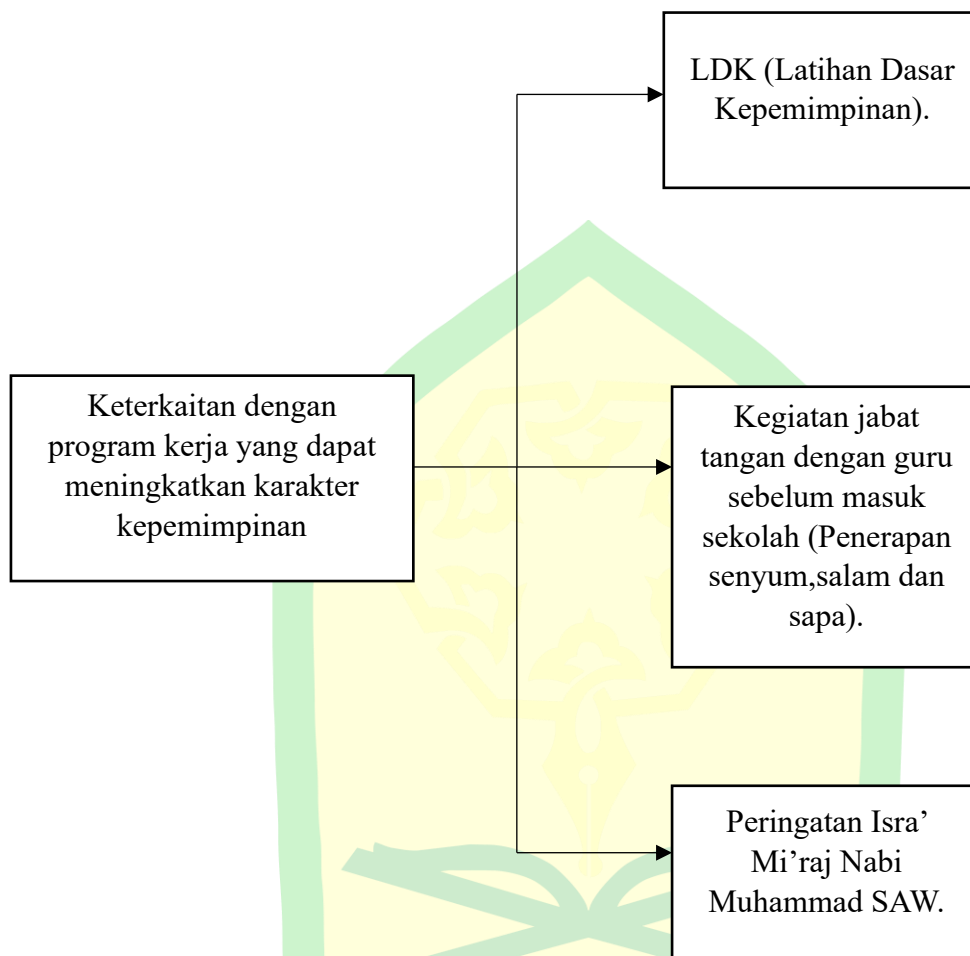 LDK (Latihan Dasar
Kepemimpinan).
Keterkaitan dengan
program kerja yang dapat
meningkatkan karakter
kepemimpinan
Kegiatan jabat
tangan dengan guru
sebelum masuk
sekolah (Penerapan
senyum,salam dan
sapa).
Peringatan Isra’
Mi’raj Nabi
Muhammad SAW.